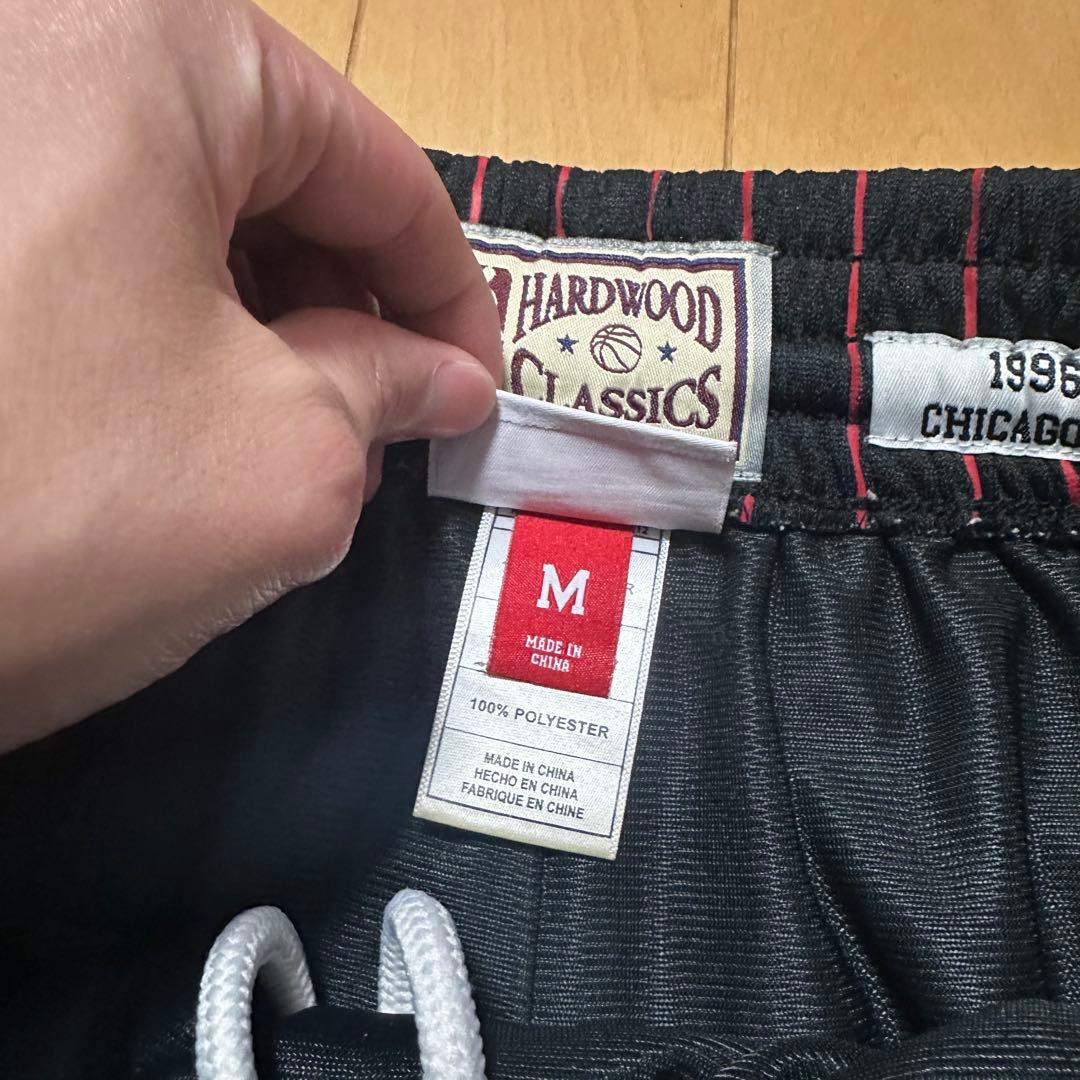 HARDWOOD
CLASSICS
1996
CHICAGO
M
MADE IN
CHINA
100% POLYESTER
MADE IN CHINA
HECHO EN CHINA
FABRIQUE EN CHINE